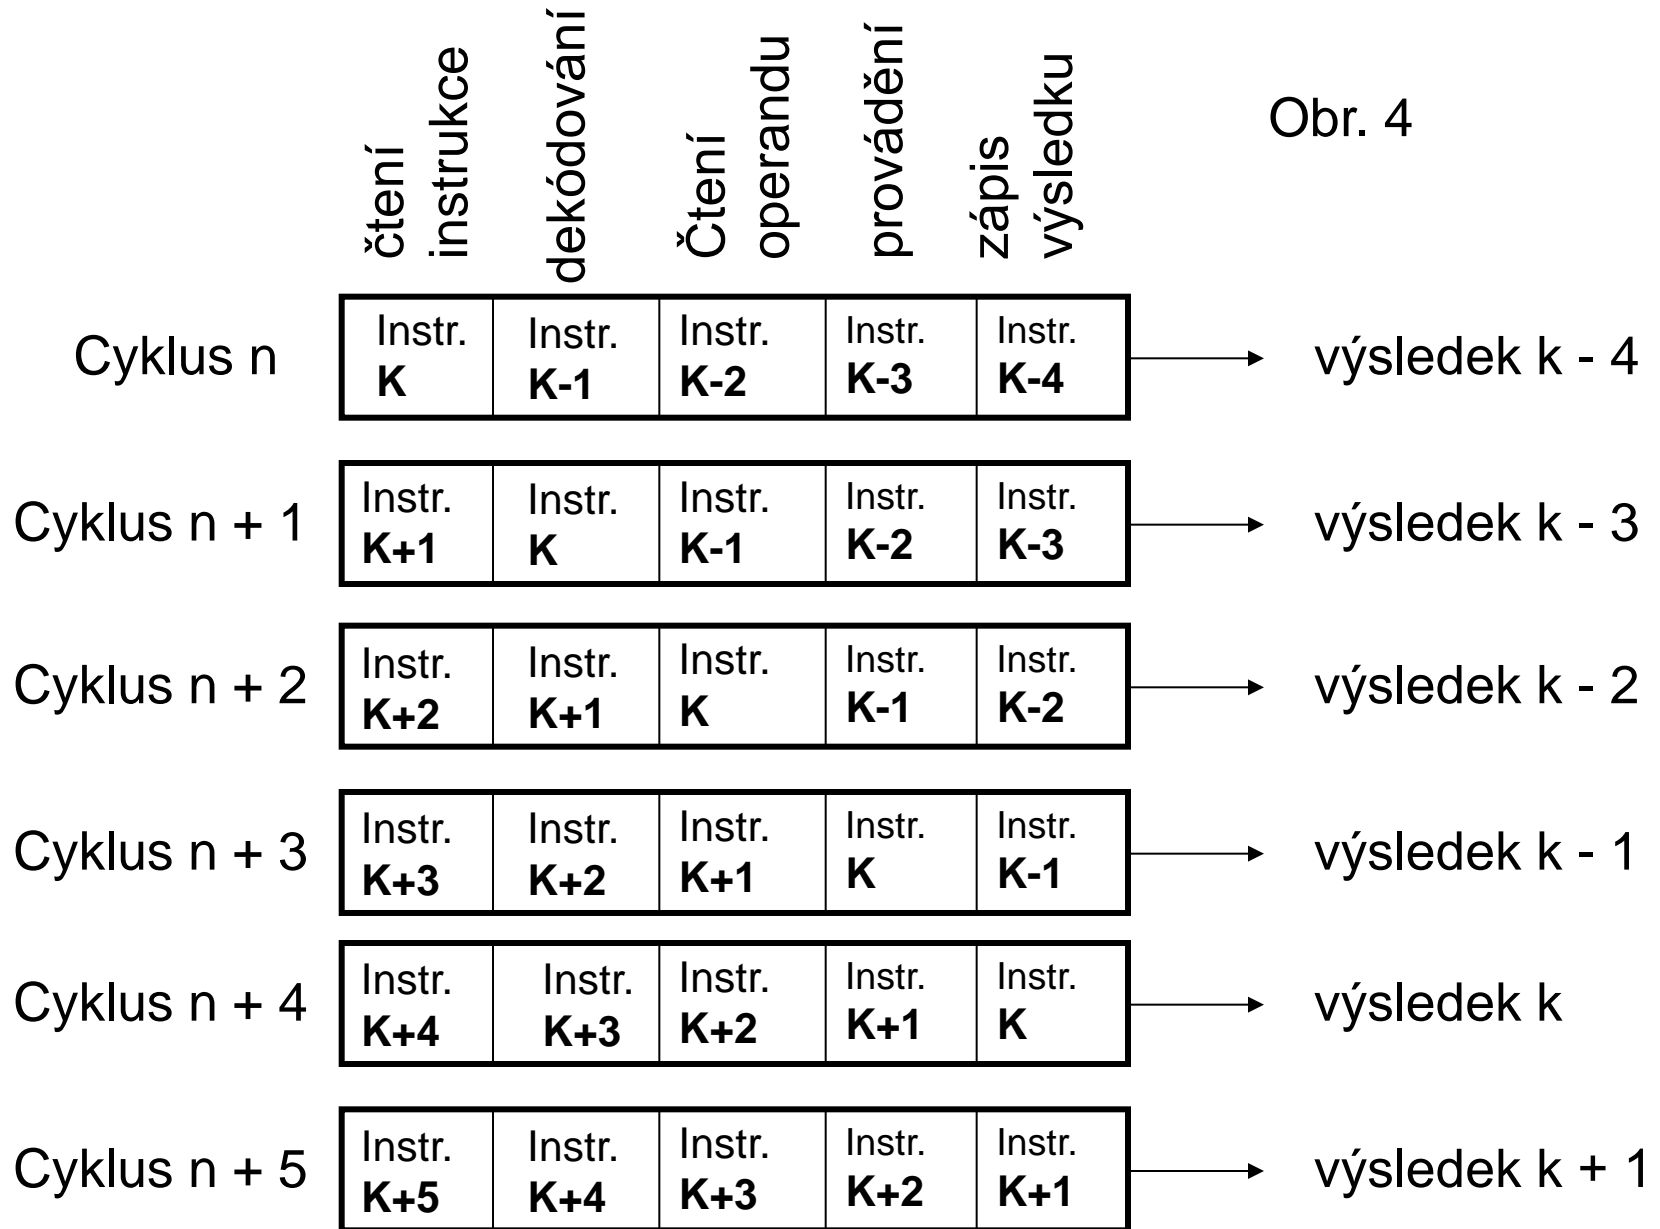 čtení
instrukce
dekódování
Čtení
operandu
provádění
zápis
výsledku
Obr. 4
Cyklus n
Instr.
K
Instr.
K-1
Instr.
K-2
Instr.
K-3
Instr.
K-4
výsledek k - 4
Cyklus n + 1
Instr.
K+1
Instr.
K
Instr.
K-1
Instr.
K-2
Instr.
K-3
výsledek k - 3
Cyklus n + 2
Instr.
K+2
Instr.
K+1
Instr.
K
Instr.
K-1
Instr.
K-2
výsledek k - 2
Cyklus n + 3
Instr.
K+3
Instr.
K+2
Instr.
K+1
Instr.
K
Instr.
K-1
výsledek k - 1
Cyklus n + 4
Instr.
K+4
Instr.
K+3
Instr.
K+2
Instr.
K+1
Instr.
K
výsledek k
Cyklus n + 5
Instr.
K+5
Instr.
K+4
Instr.
K+3
Instr.
K+2
Instr.
K+1
výsledek k + 1